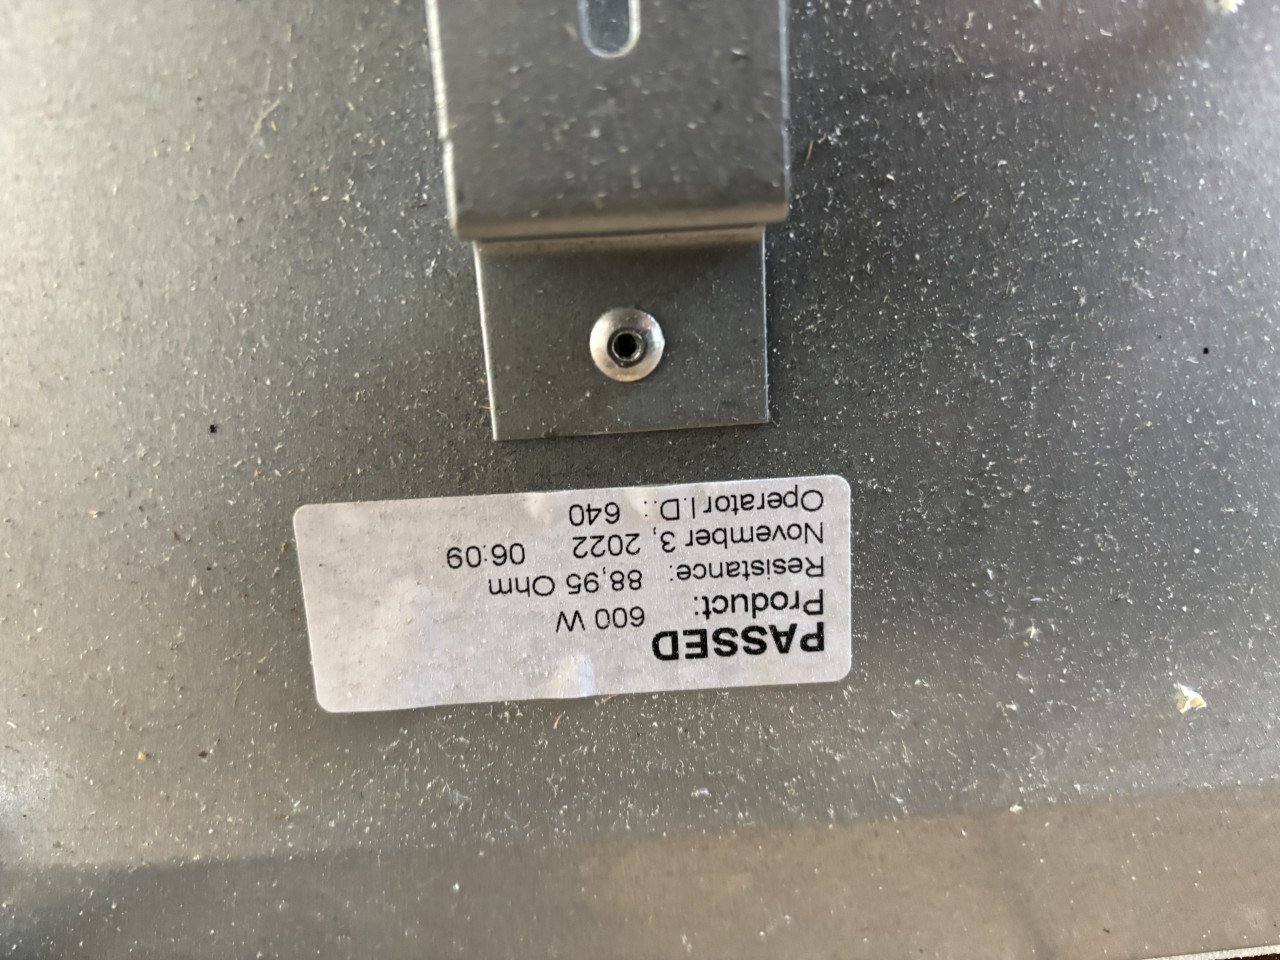 PASSED
Product: 600 W
Resistance: 88,95 Ohm
November 3, 2022 06:09
Operator I.D.: 640